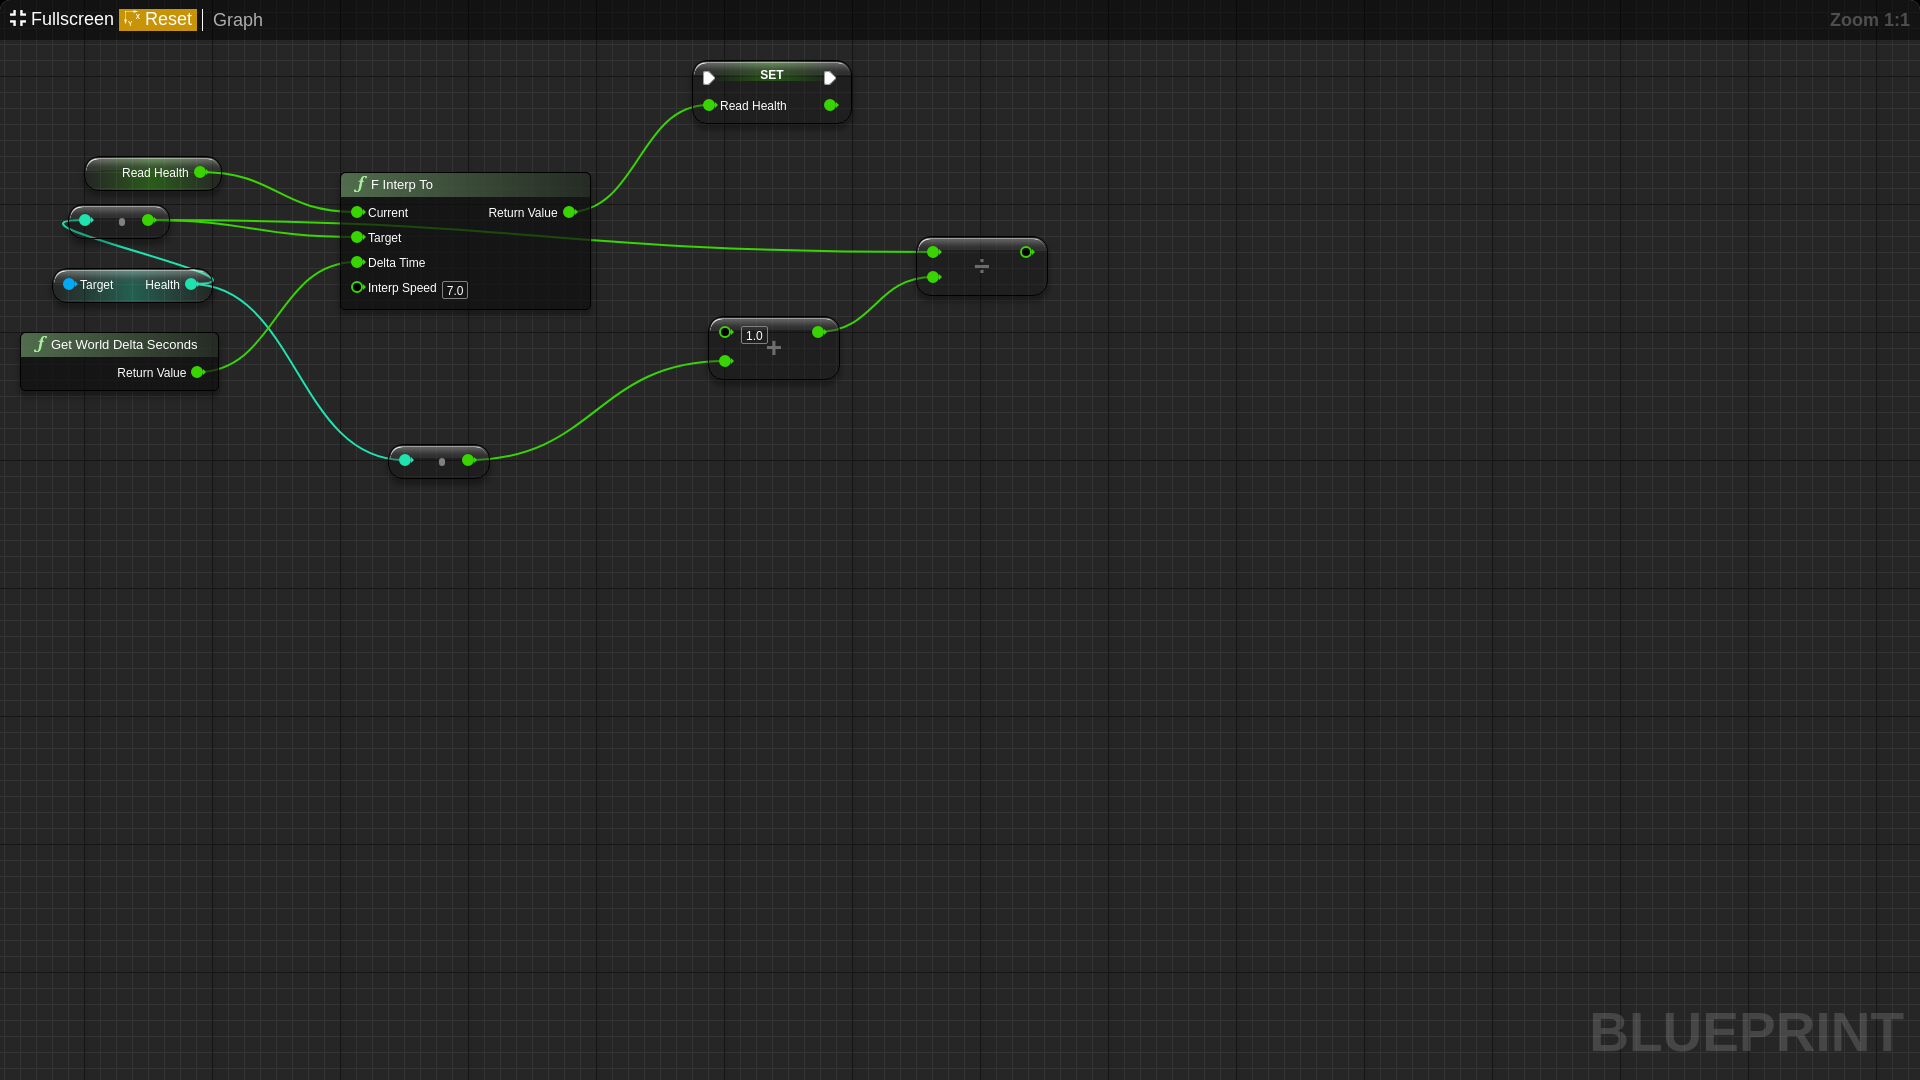 Fullscreen Reset Graph
Zoom 1:1
SET
Read Health
Read Health
f F Interp To
Current Return Value
Target
Delta Time
Interp Speed 7.0
Target Health
÷
1.0
+
f Get World Delta Seconds
Return Value
BLUEPRINT